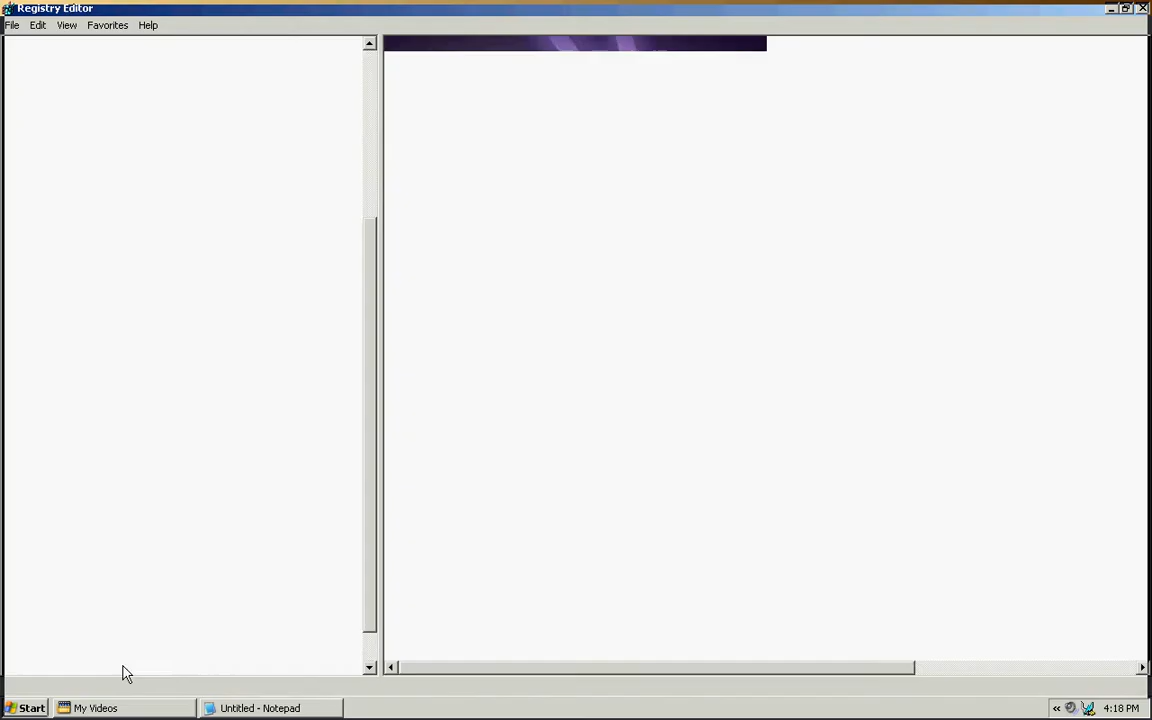 Registry Editor
File Edit View Favorites Help
Start My Videos Untitled - Notepad « 4:18 PM